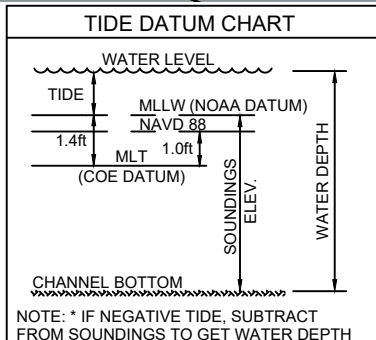 TIDE DATUM CHART
WATER LEVEL
TIDE
MLLW (NOAA DATUM)
NAVD 88
1.4ft
MLT
1.0ft
(COE DATUM)
SOUNDINGS
ELEV.
WATER DEPTH
CHANNEL BOTTOM
NOTE: * IF NEGATIVE TIDE, SUBTRACT
FROM SOUNDINGS TO GET WATER DEPTH